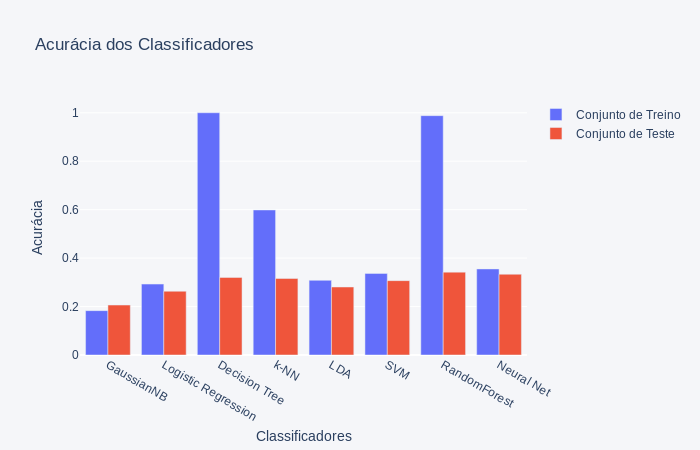 Acurácia dos Classificadores
Conjunto de Treino
Conjunto de Teste
Acurácia
1
0.8
0.6
0.4
0.2
0
GaussianNB
Logistic Regression
Decision Tree
k-NN
LDA
SVM
RandomForest
Neural Net
Classificadores